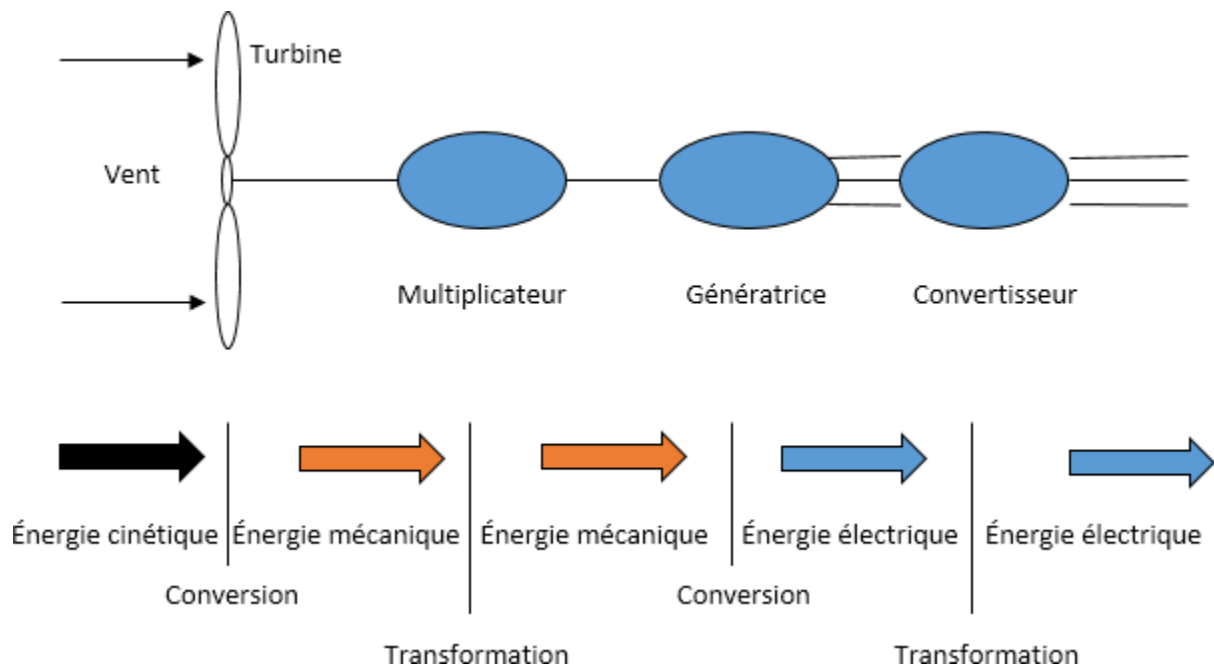 Turbine
Vent
Multiplicateur
Génératrice
Convertisseur
Énergie cinétique
Énergie mécanique
Énergie mécanique
Énergie électrique
Énergie électrique
Conversion
Conversion
Transformation
Transformation